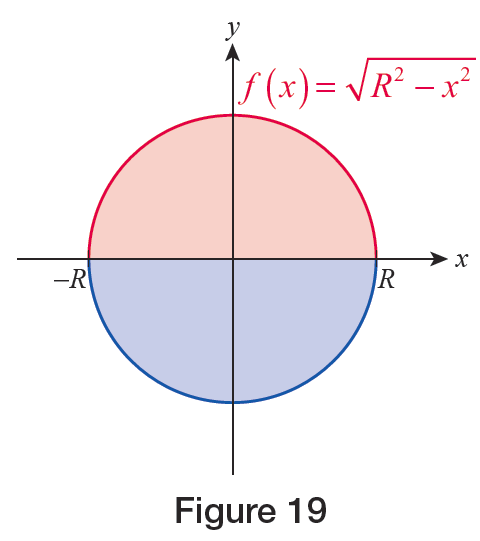 y
f(x) = √(R² − x²)
x
−R
R
Figure 19